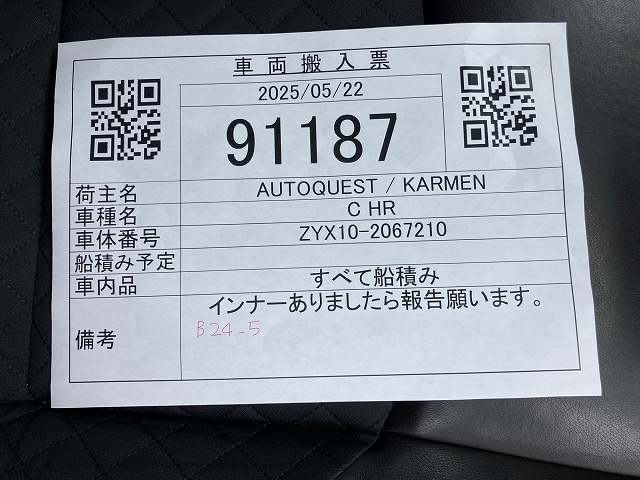 車両搬入票
2025/05/22
91187
荷主名 AUTOQUEST / KARMEN
車種名 C HR
車体番号 ZYX10-2067210
船積み予定
車内品 すべて船積み
備考 インナーありましたら報告願います。
B24-5